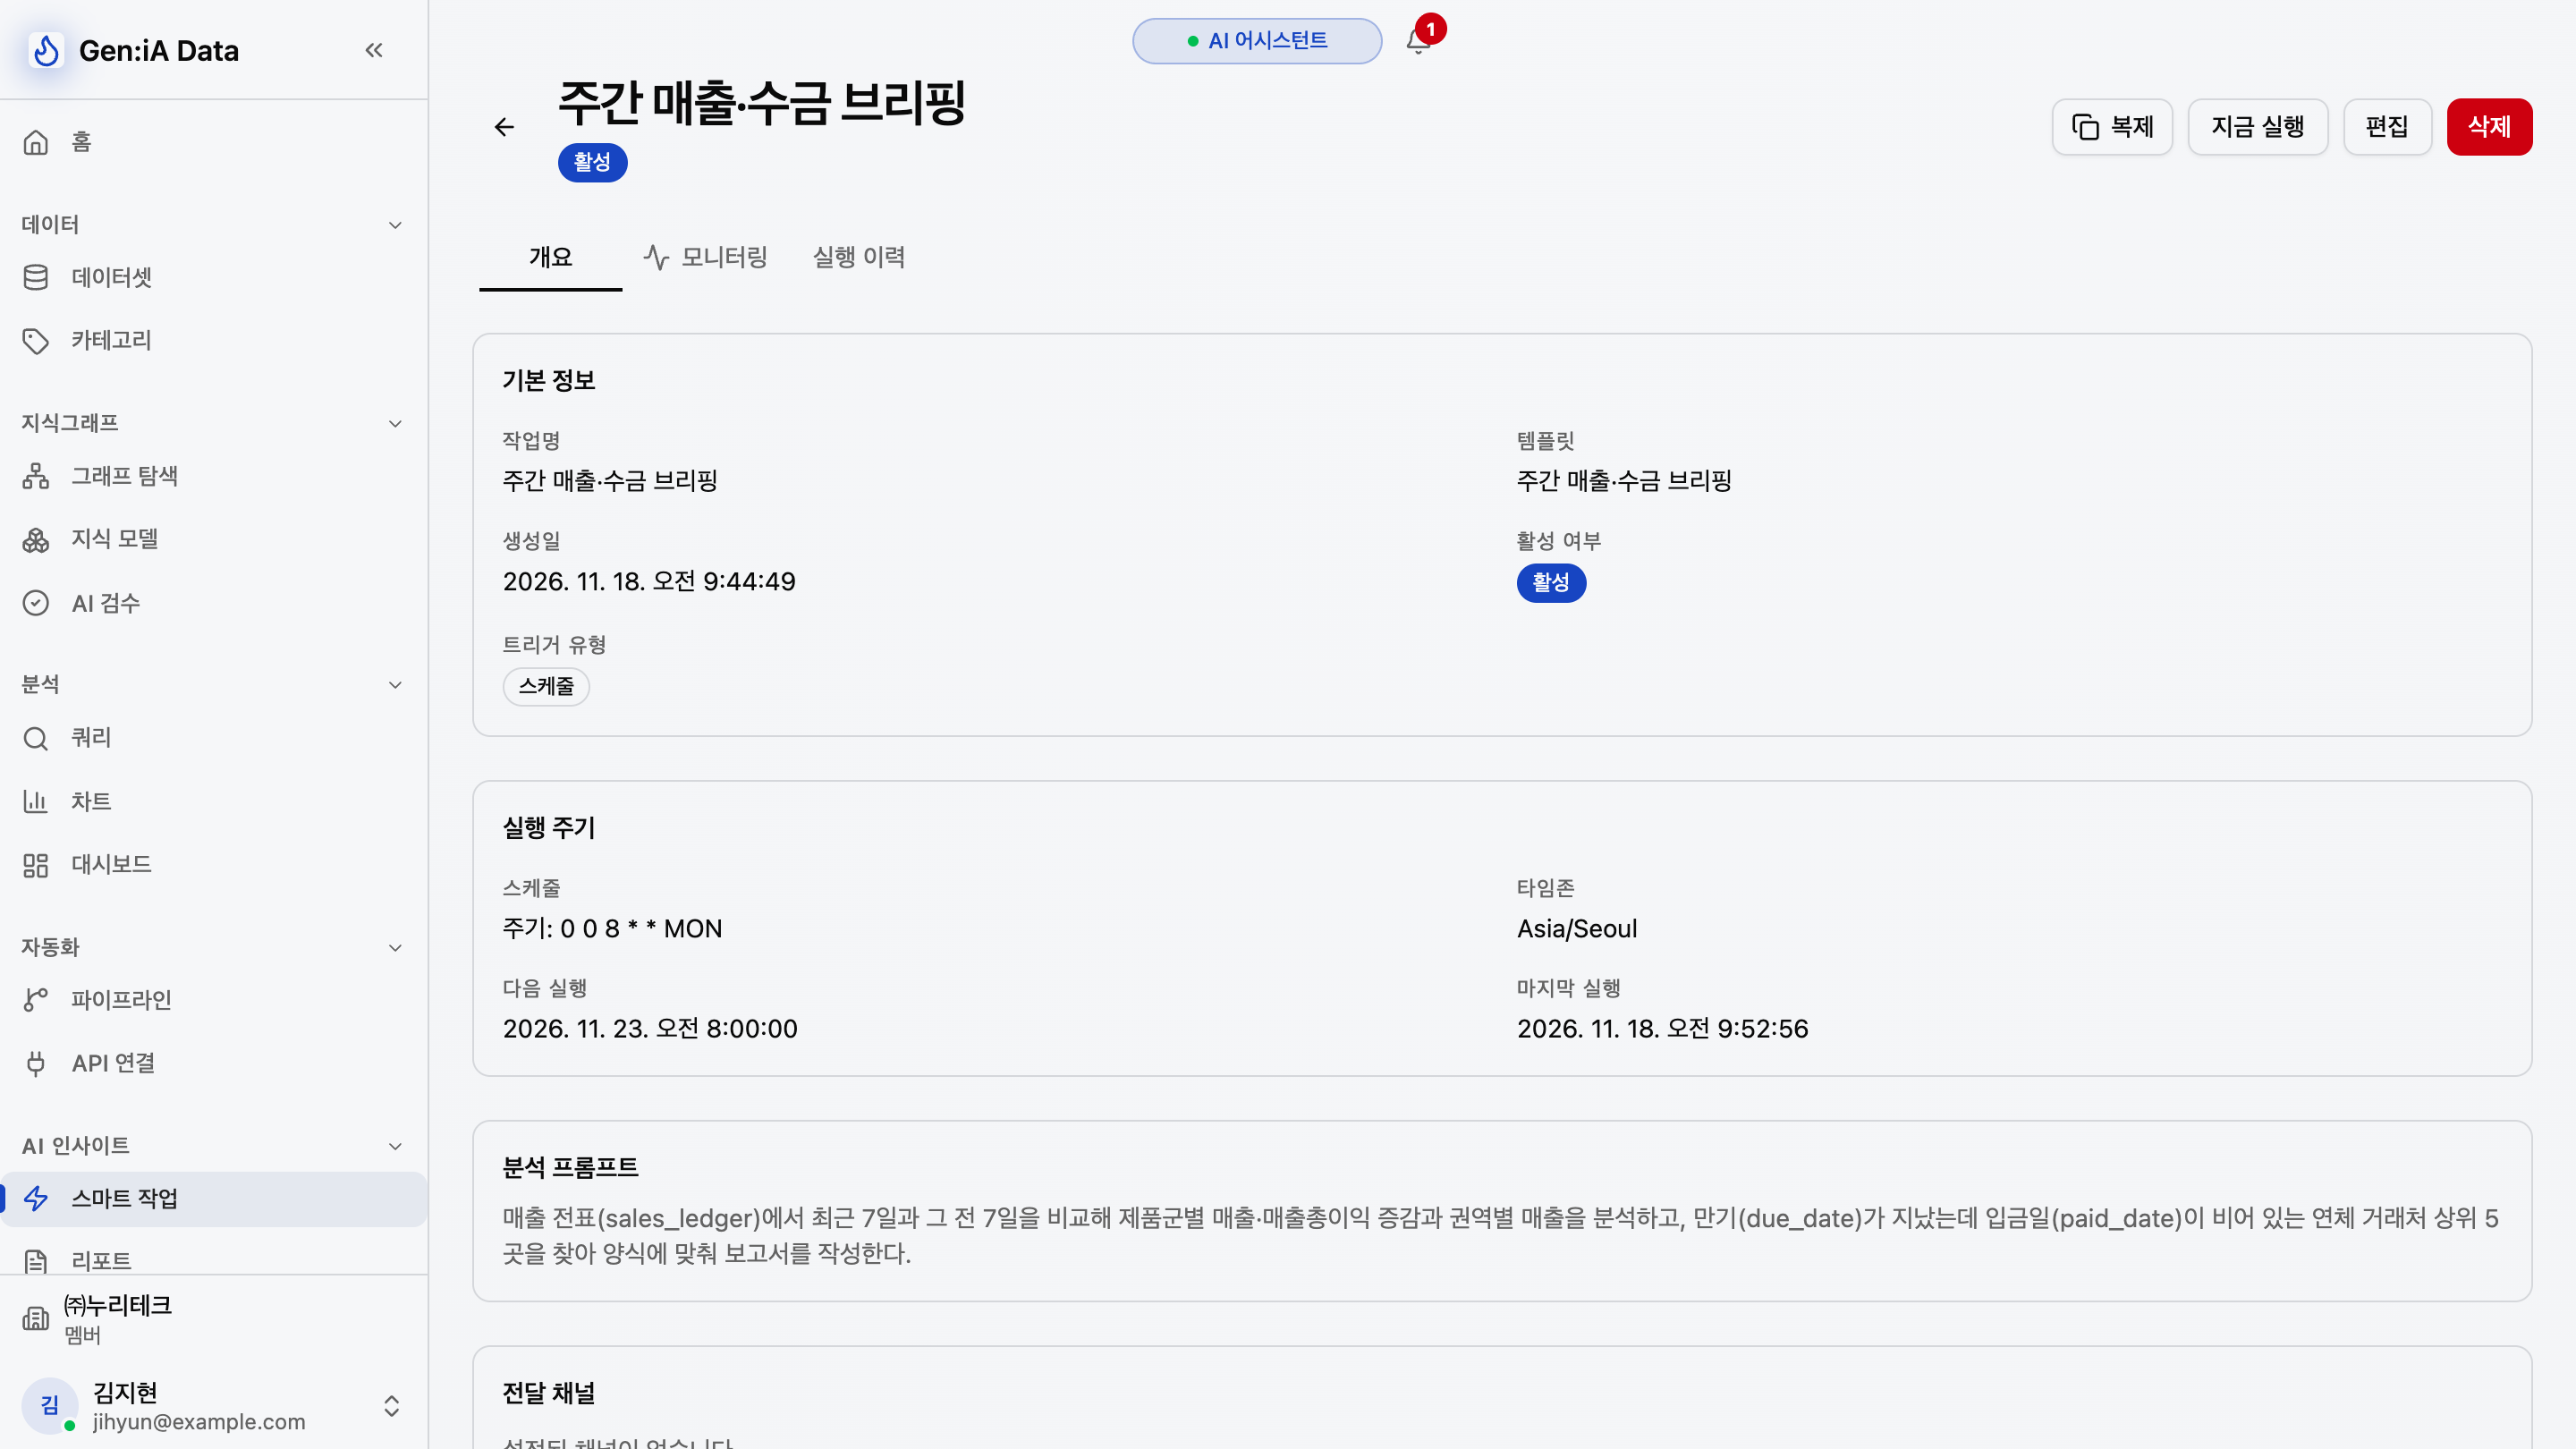 Gen:iA Data
홈
데이터
데이터셋
카테고리
지식그래프
그래프 탐색
지식 모델
AI 검수
분석
쿼리
차트
대시보드
자동화
파이프라인
API 연결
AI 인사이트
스마트 작업
리포트
㈜누리테크
멤버
김
김지현
jihyun@example.com
AI 어시스턴트
1
주간 매출·수금 브리핑
활성
복제
지금 실행
편집
삭제
개요
모니터링
실행 이력
기본 정보
작업명
주간 매출·수금 브리핑
템플릿
주간 매출·수금 브리핑
생성일
2026. 11. 18. 오전 9:44:49
활성 여부
활성
트리거 유형
스케줄
실행 주기
스케줄
주기: 0 0 8 * * MON
타임존
Asia/Seoul
다음 실행
2026. 11. 23. 오전 8:00:00
마지막 실행
2026. 11. 18. 오전 9:52:56
분석 프롬프트
매출 전표(sales_ledger)에서 최근 7일과 그 전 7일을 비교해 제품군별 매출·매출총이익 증감과 권역별 매출을 분석하고, 만기(due_date)가 지났는데 입금일(paid_date)이 비어 있는 연체 거래처 상위 5
곳을 찾아 양식에 맞춰 보고서를 작성한다.
전달 채널
설정된 채널이 없습니다